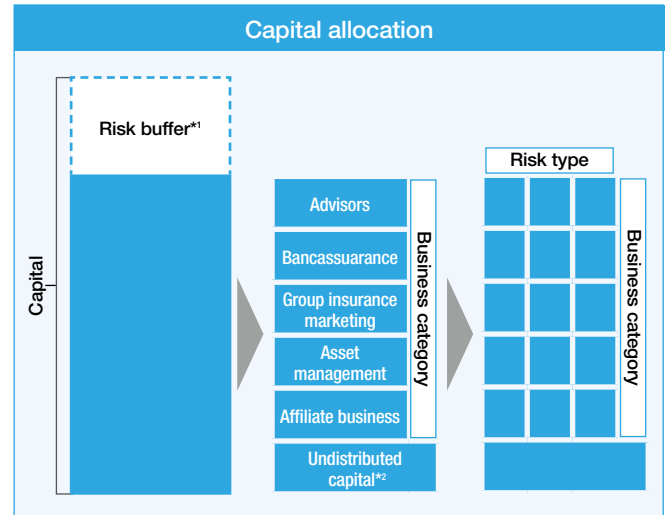 Capital allocation
Capital
Risk buffer*1
Advisors
Bancassuarance
Group insurance
marketing
Asset
management
Affiliate business
Undistributed
capital*2
Business category
Risk type
Business category